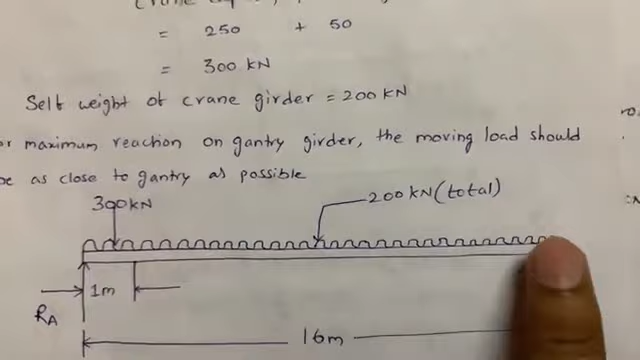 = 250 + 50
= 300 KN
Self weight of crane girder = 200 KN
maximum reaction on gantry girder, the moving load should
as close to gantry as possible
300KN
200 KN (total)
1m
RA
16m